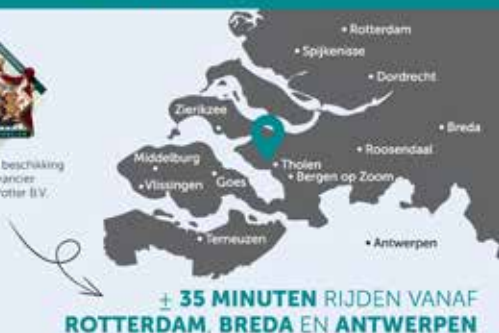 Rotterdam
Spijkenisse
Dordrecht
Zierikzee
Breda
Roosendaal
Middelburg
Tholen
Vlissingen
Goes
Bergen op Zoom
beschikking
Terneuzen
Antwerpen
± 35 MINUTEN RIJDEN VANAF
ROTTERDAM, BREDA EN ANTWERPEN